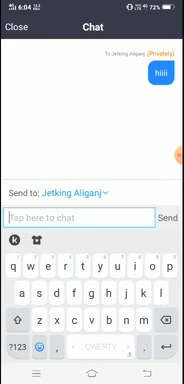 6:04 72%
Close Chat
To Jetking Aliganj (Privately)
hiiii
Send to: Jetking Aliganj
Tap here to chat Send
q w e r t y u i o p
a s d f g h j k l
z x c v b n m
?123 , QWERTY .